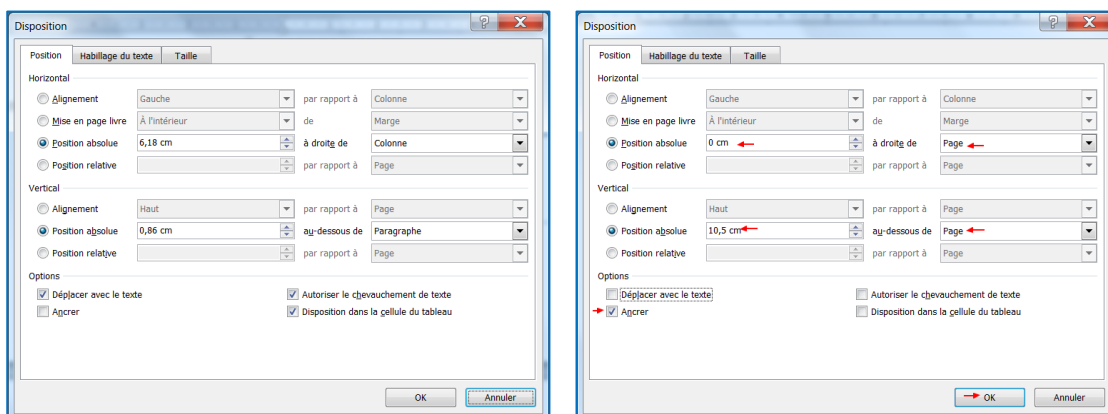 Disposition
Position Habillage du texte Taille
Horizontal
Alignement Gauche par rapport à Colonne
Mise en page livre À l'intérieur de Marge
Position absolue 6,18 cm à droite de Colonne
Position relative par rapport à Page
Vertical
Alignement Haut par rapport à Page
Position absolue 0,86 cm au-dessous de Paragraphe
Position relative par rapport à Page
Options
Déplacer avec le texte Autoriser le chevauchement de texte
Ancrer Disposition dans la cellule du tableau
OK Annuler
Disposition
Position Habillage du texte Taille
Horizontal
Alignement Gauche par rapport à Colonne
Mise en page livre À l'intérieur de Marge
Position absolue 0 cm à droite de Page
Position relative par rapport à Page
Vertical
Alignement Haut par rapport à Page
Position absolue 10,5 cm au-dessous de Page
Position relative par rapport à Page
Options
Déplacer avec le texte Autoriser le chevauchement de texte
Ancrer Disposition dans la cellule du tableau
OK Annuler